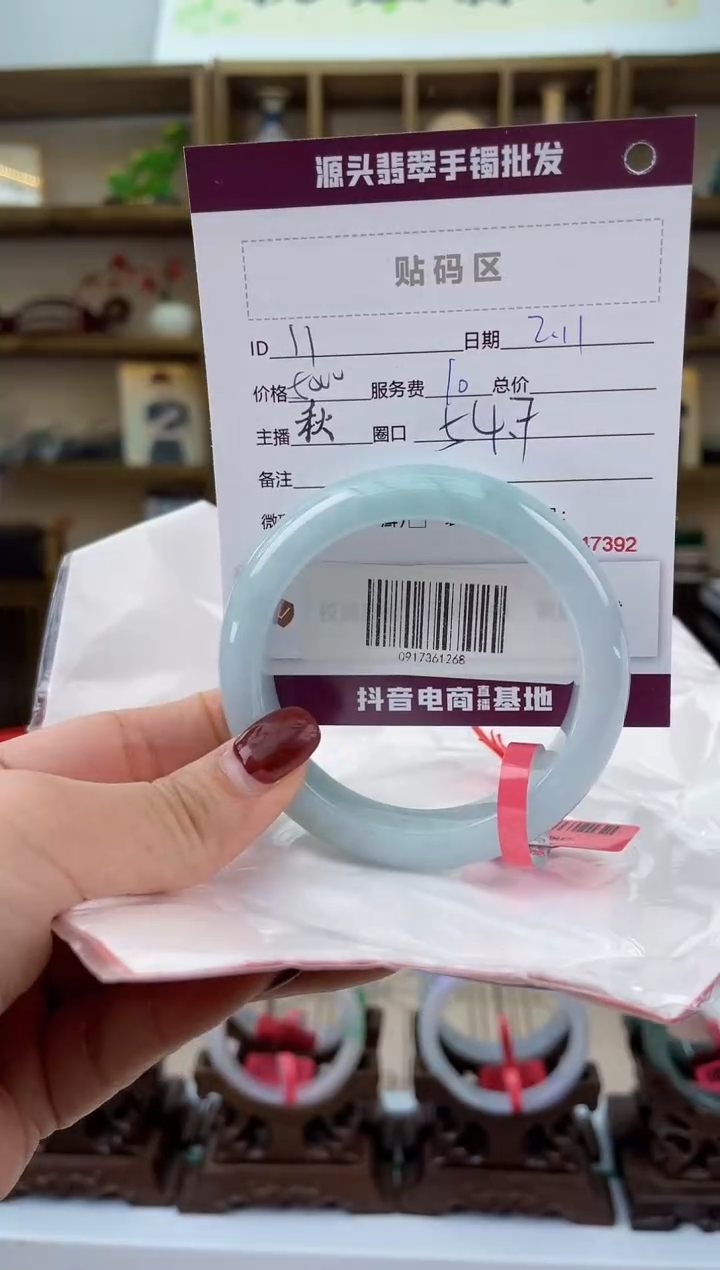 源头翡翠手镯批发
贴码区
ID 11 日期 2.11
价格 5000 服务费 10 总价
主播 秋 圈口 54.7
备注
微
47392
0917361268
抖音电商直播基地